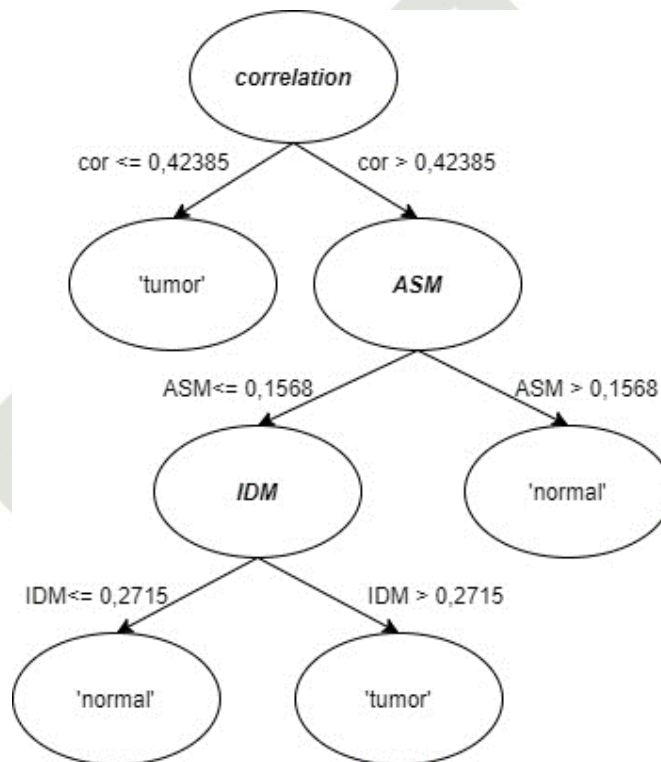 correlation
cor <= 0,42385
cor > 0,42385
'tumor'
ASM
ASM<= 0,1568
ASM > 0,1568
IDM
'normal'
IDM<= 0,2715
IDM > 0,2715
'normal'
'tumor'